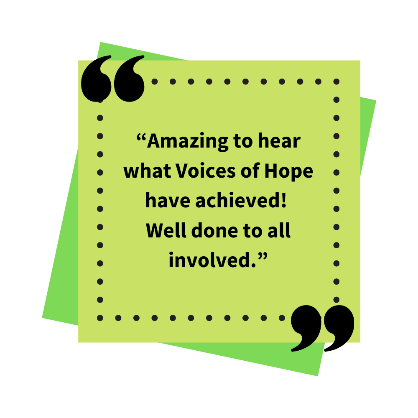 “Amazing to hear
what Voices of Hope
have achieved!
Well done to all
involved.”